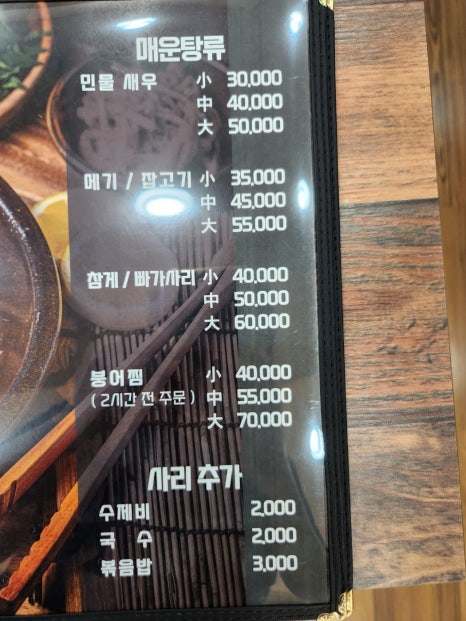 매운탕류
민물 새우 小 30,000
中 40,000
大 50,000
메기 / 잡고기 小 35,000
中 45,000
大 55,000
참게 / 빠가사리 小 40,000
中 50,000
大 60,000
붕어찜 小 40,000
( 2시간 전 주문 ) 中 55,000
大 70,000
사리 추가
수제비 2,000
국 수 2,000
볶음밥 3,000